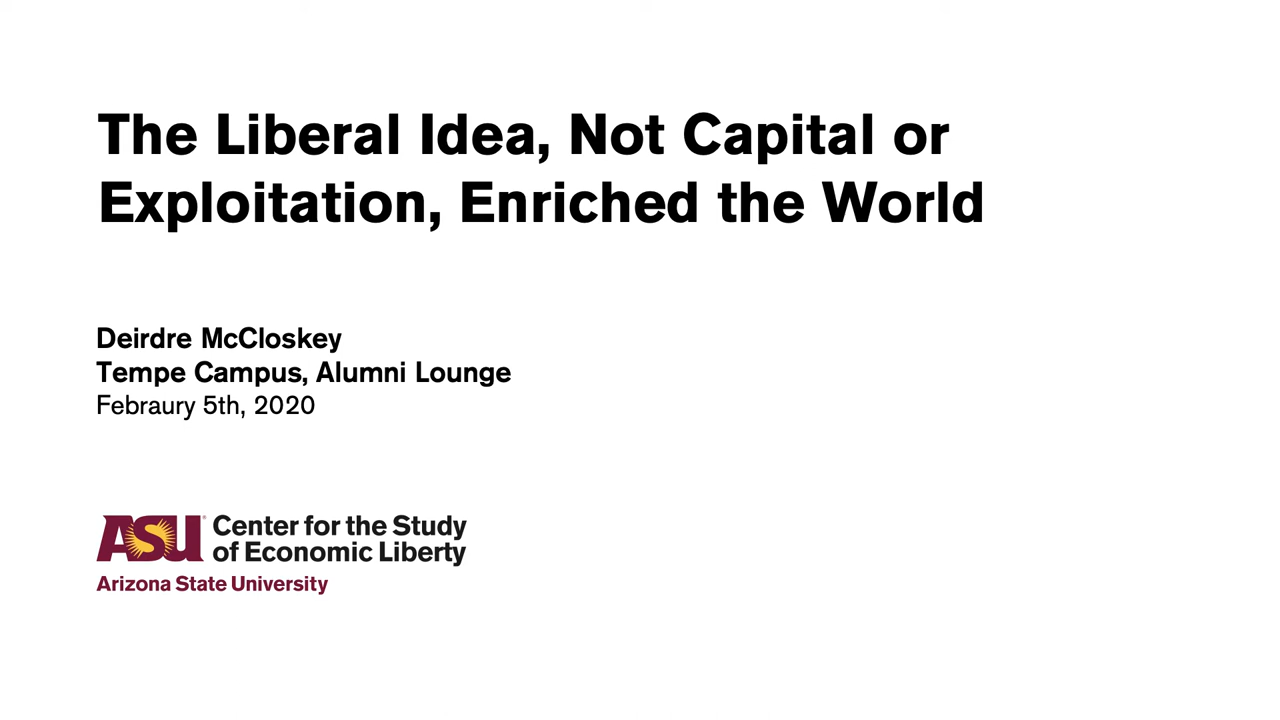 The Liberal Idea, Not Capital or
Exploitation, Enriched the World
Deirdre McCloskey
Tempe Campus, Alumni Lounge
Febraury 5th, 2020
ASU Center for the Study
of Economic Liberty
Arizona State University